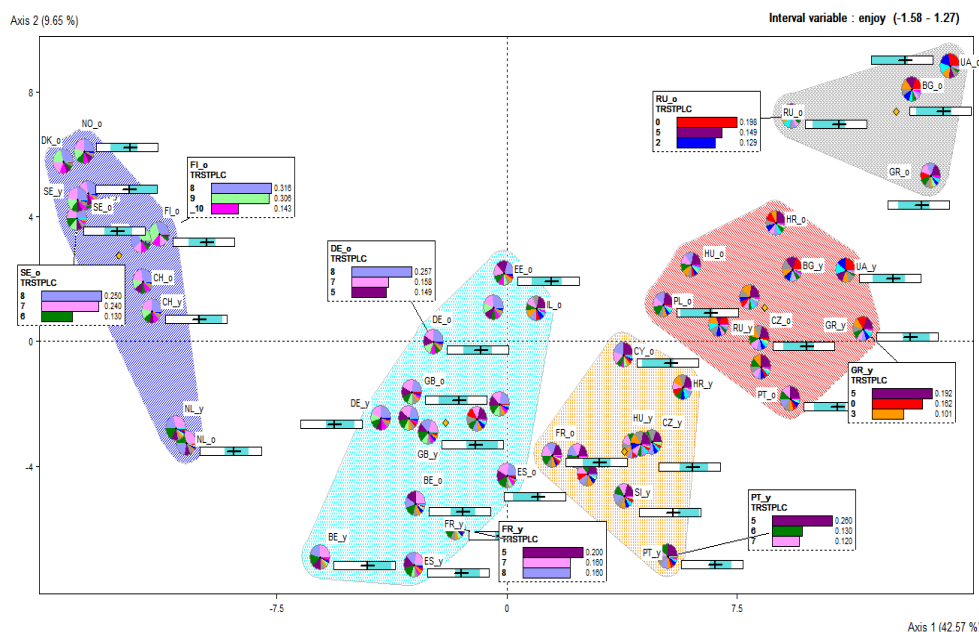 Axis 2 (9.65 %)
Interval variable : enjoy (-1.58 - 1.27)
UA_o
BG_o
8
RU_o
TRSTPLC
0 0.198
5 0.149
2 0.129
RU_o
GR_o
NO_o
DK_o
SE_y
SE_o
FI_o
FI_o
TRSTPLC
8 0.316
9 0.306
_10 0.143
4
HR_o
HU_o
BG_y
UA_y
DE_o
TRSTPLC
8 0.257
7 0.158
5 0.149
SE_o
TRSTPLC
8 0.250
7 0.240
6 0.130
CH_o
CH_y
EE_o
IL_o
DE_o
PL_o
RU_y
CZ_o
GR_y
0
CY_o
GR_y
TRSTPLC
5 0.192
0 0.162
3 0.101
GB_o
HR_y
PT_o
DE_y
NL_y
NL_o
GB_y
HU_y
CZ_y
FR_o
-4
ES_o
BE_o
SI_y
PT_y
TRSTPLC
5 0.260
6 0.130
7 0.120
FR_y
FR_y
TRSTPLC
5 0.200
7 0.160
8 0.160
BE_y
ES_y
PT_y
-7.5
0
7.5
Axis 1 (42.57 %